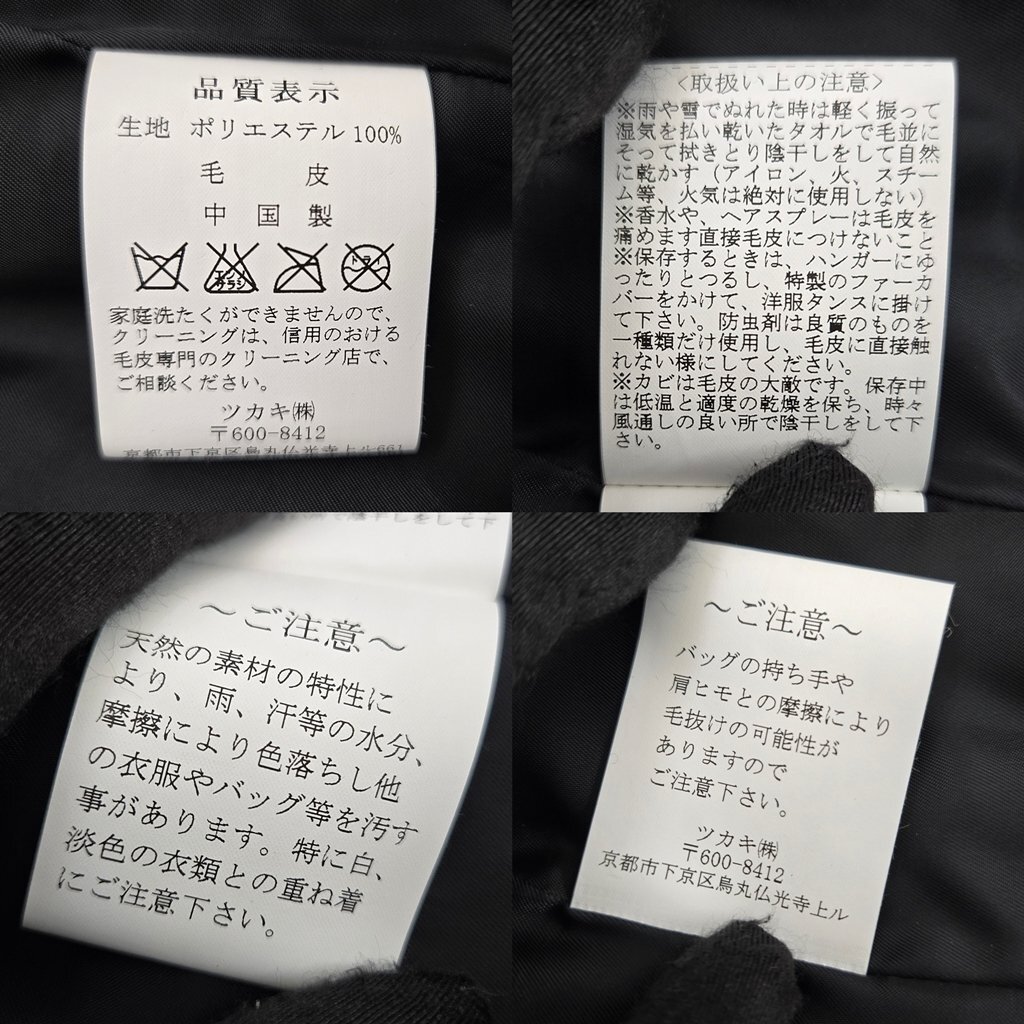 品質表示
生地 ポリエステル100%
毛 皮
中国製
エンソ サラシ
ドライ
家庭洗たくができませんので、
クリーニングは、信用のおける
毛皮専門のクリーニング店で、
ご相談ください。
ツカキ㈱
〒600-8412
京都市下京区烏丸仏光寺上ル661
<取扱い上の注意>
※雨や雪でぬれた時は軽く振って
湿気を払い乾いたタオルで毛並に
そって拭きとり陰干しをして自然
に乾かす（アイロン、火、スチー
ム等、火気は絶対に使用しない）
※香水や、ヘアスプレーは毛皮を
痛めます直接毛皮につけないこと
※保存するときは、ハンガーにゆ
ったりとつるし、特製のファーカ
バーをかけて、洋服タンスに掛け
て下さい。防虫剤は良質のものを
一種類だけ使用し、毛皮に直接触
れない様にしてください。
※カビは毛皮の大敵です。保存中
は低温と適度の乾燥を保ち、時々
風通しの良い所で陰干しをして下
さい。
～ご注意～
天然の素材の特性に
より、雨、汗等の水分、
摩擦により色落ちし他
の衣服やバッグ等を汚す
事があります。特に白、
淡色の衣類との重ね着
にご注意下さい。
～ご注意～
バッグの持ち手や
肩ヒモとの摩擦により
毛抜けの可能性が
ありますので
ご注意下さい。
ツカキ㈱
〒600-8412
京都市下京区烏丸仏光寺上ル